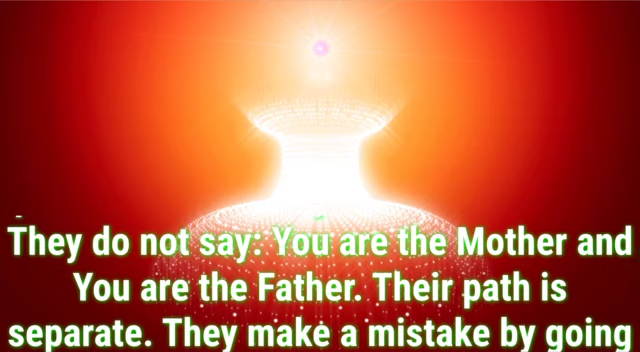 They do not say: You are the Mother and
You are the Father. Their path is
separate. They make a mistake by going